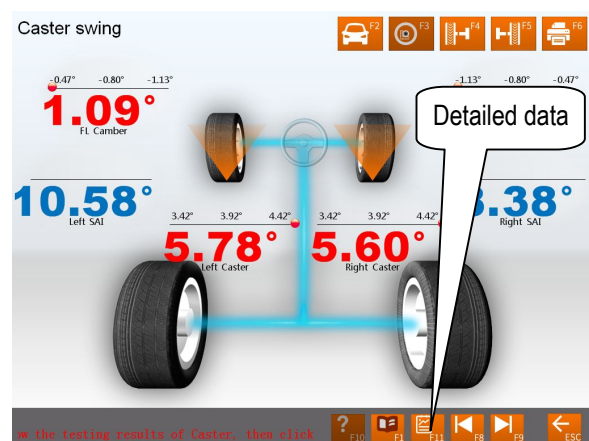 Caster swing
F2 F3 F4 F5 F6
-0.47° -0.80° -1.13°
-1.13° -0.80° -0.47°
1.09°
FL Camber
Detailed data
10.58°
Left SAI
.38°
Right SAI
3.42° 3.92° 4.42°
3.42° 3.92° 4.42°
5.78°
Left Caster
5.60°
Right Caster
? F10 F1 F11 F8 F9 ESC
ow the testing results of Caster, then click